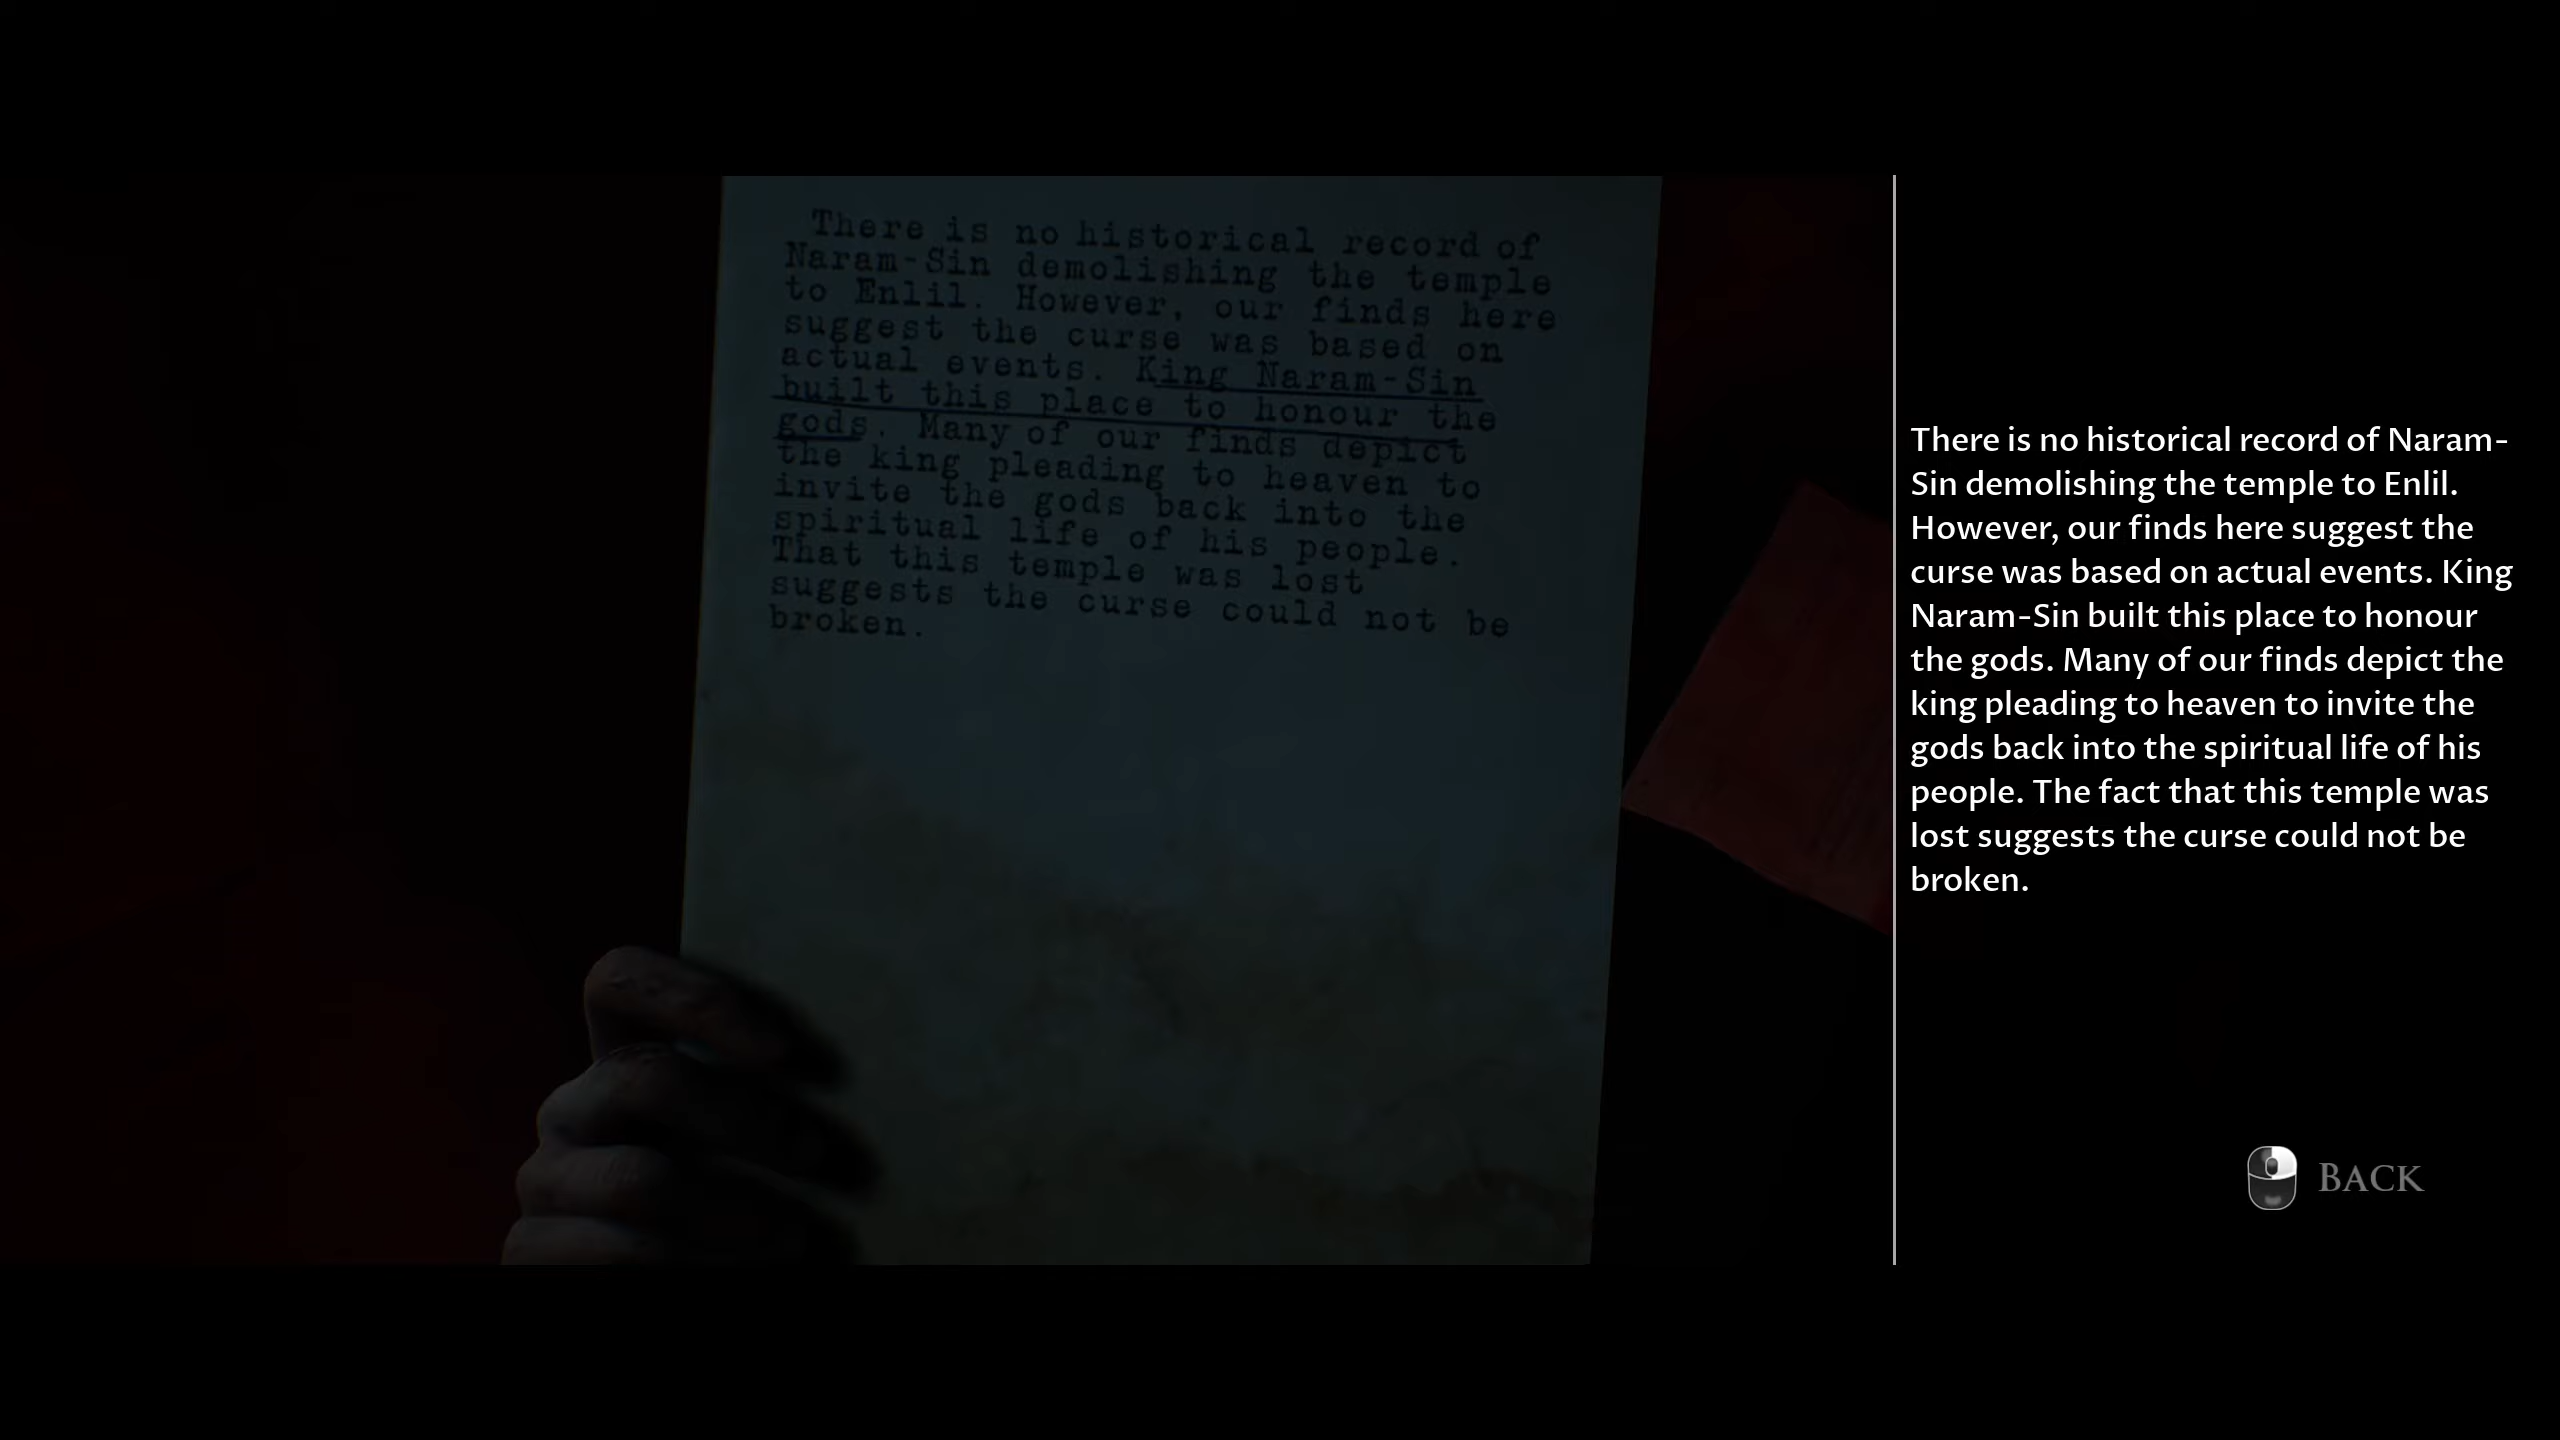 There is no historical record of
Naram-Sin demolishing the temple
to Enlil. However, our finds here
suggest the curse was based on
actual events. King Naram-Sin
built this place to honour the
gods. Many of our finds depict
the king pleading to heaven to
invite the gods back into the
spiritual life of his people.
That this temple was lost
suggests the curse could not be
broken.
There is no historical record of Naram-
Sin demolishing the temple to Enlil.
However, our finds here suggest the
curse was based on actual events. King
Naram-Sin built this place to honour
the gods. Many of our finds depict the
king pleading to heaven to invite the
gods back into the spiritual life of his
people. The fact that this temple was
lost suggests the curse could not be
broken.
BACK